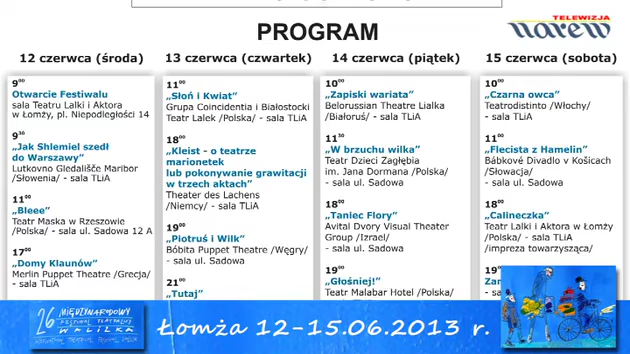 PROGRAM
TELEWIZJA
narew
12 czerwca (środa)
9⁰⁰
Otwarcie Festiwalu
sala Teatru Lalki i Aktora
w Łomży, pl. Niepodległości 14
9³⁰
„Jak Shlemiel szedł
do Warszawy”
Lutkovno Gledališče Maribor
/Słowenia/ - sala TLiA
11⁰⁰
„Bleee”
Teatr Maska w Rzeszowie
/Polska/ - sala ul. Sadowa 12 A
17⁰⁰
„Domy Klaunów”
Merlin Puppet Theatre /Grecja/
- sala TLiA
13 czerwca (czwartek)
11⁰⁰
„Słoń i Kwiat”
Grupa Coincidentia i Białostocki
Teatr Lalek /Polska/ - sala TLiA
18⁰⁰
„Kleist - o teatrze
marionetek
lub pokonywanie grawitacji
w trzech aktach”
Theater des Lachens
/Niemcy/ - sala TLiA
19⁰⁰
„Piotruś i Wilk”
Bóbita Puppet Theatre /Węgry/
- sala ul. Sadowa
21⁰⁰
„Tutaj”
14 czerwca (piątek)
10⁰⁰
„Zapiski wariata”
Belorussian Theatre Lialka
/Białoruś/ - sala TLiA
11³⁰
„W brzuchu wilka”
Teatr Dzieci Zagłębia
im. Jana Dormana /Polska/
- sala ul. Sadowa
18⁰⁰
„Taniec Flory”
Avital Dvory Visual Theater
Group /Izrael/
- sala ul. Sadowa
19⁰⁰
„Głośniej!”
Teatr Malabar Hotel /Polska/
15 czerwca (sobota)
10⁰⁰
„Czarna owca”
Teatrodistinto /Włochy/
- sala TLiA
11⁰⁰
„Flecista z Hamelin”
Bábkové Divadlo v Košicach
/Słowacja/
- sala ul. Sadowa
18⁰⁰
„Calineczka”
Teatr Lalki i Aktora w Łomży
/Polska/ - sala TLiA
/impreza towarzysząca/
19⁰⁰
26 MIĘDZYNARODOWY
FESTIWAL TEATRALNY
WALIZKA
Łomża 12-15.06.2013 r.